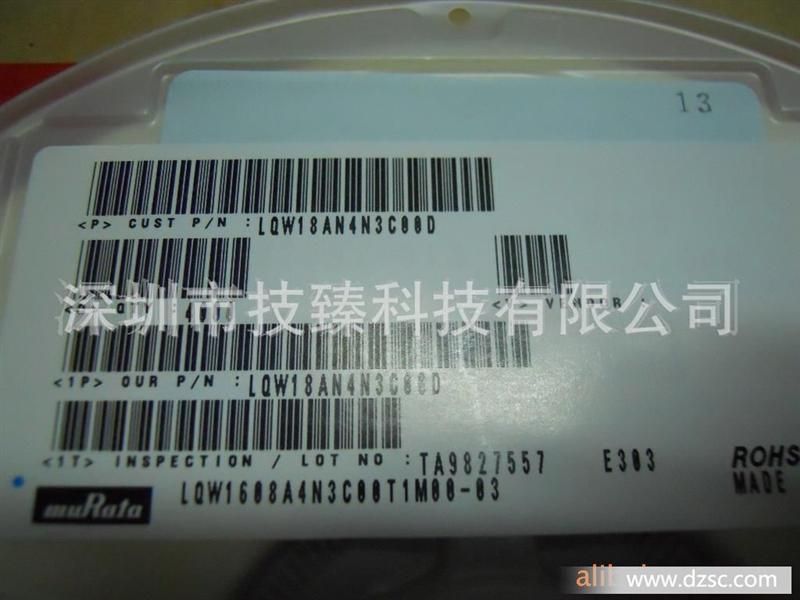 13
<P> CUST P/N : LQW18AN4N3C00D
深圳市技臻科技有限公司
<1P> OUR P/N : LQW18AN4N3C00D
<1T> INSPECTION / LOT NO : TA9827557 E303 ROHS
MADE
muRata LQW1608A4N3C00T1M00-03
www.dzsc.com